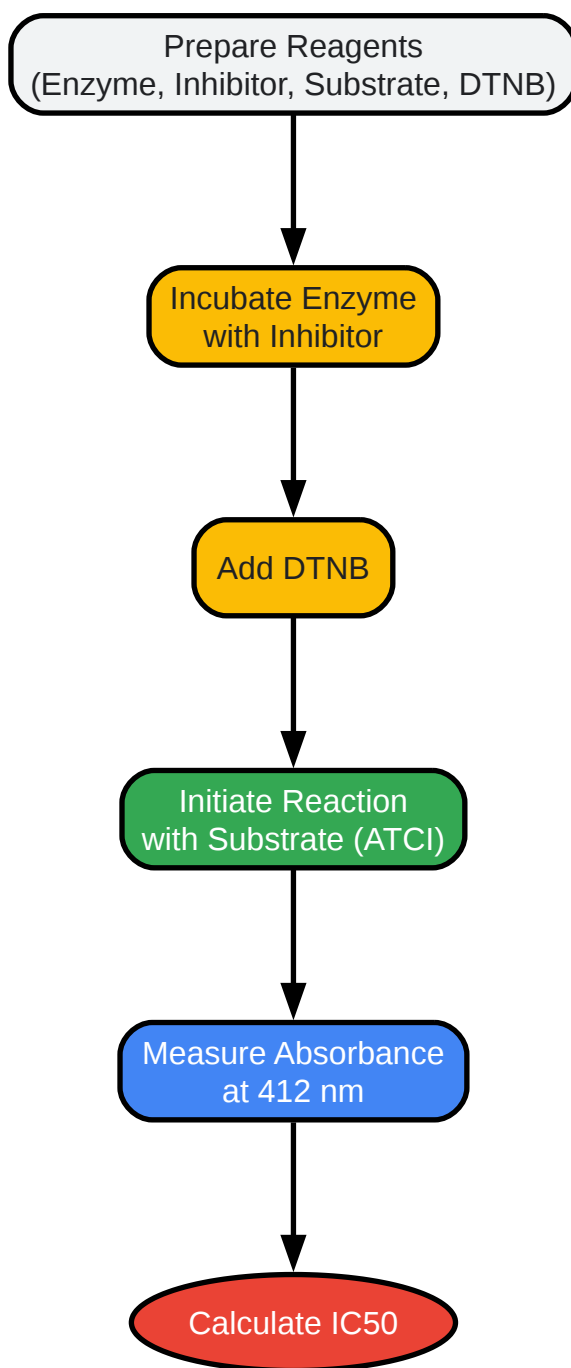 Prepare Reagents
(Enzyme, Inhibitor, Substrate, DTNB)
Incubate Enzyme
with Inhibitor
Add DTNB
Initiate Reaction
with Substrate (ATCI)
Measure Absorbance
at 412 nm
Calculate IC50